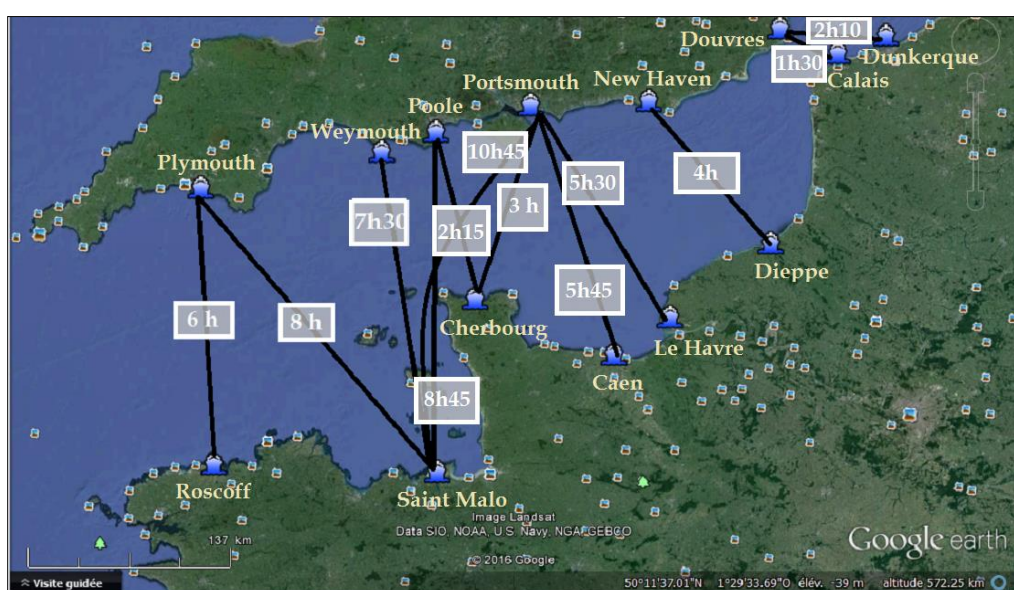 Douvres
2h10
Dunkerque
1h30
Calais
Portsmouth
New Haven
Poole
Weymouth
10h45
Plymouth
5h30
4h
3 h
7h30
2h15
Dieppe
5h45
Cherbourg
6 h
8 h
Le Havre
Caen
8h45
Roscoff
Saint Malo
Image Landsat
Data SIO, NOAA, U.S. Navy, NGA, GEBCO
137 km
Google earth
© 2016 Google
Visite guidée
50°11'37.01"N 1°29'33.69"O élév. -39 m altitude 572.25 km